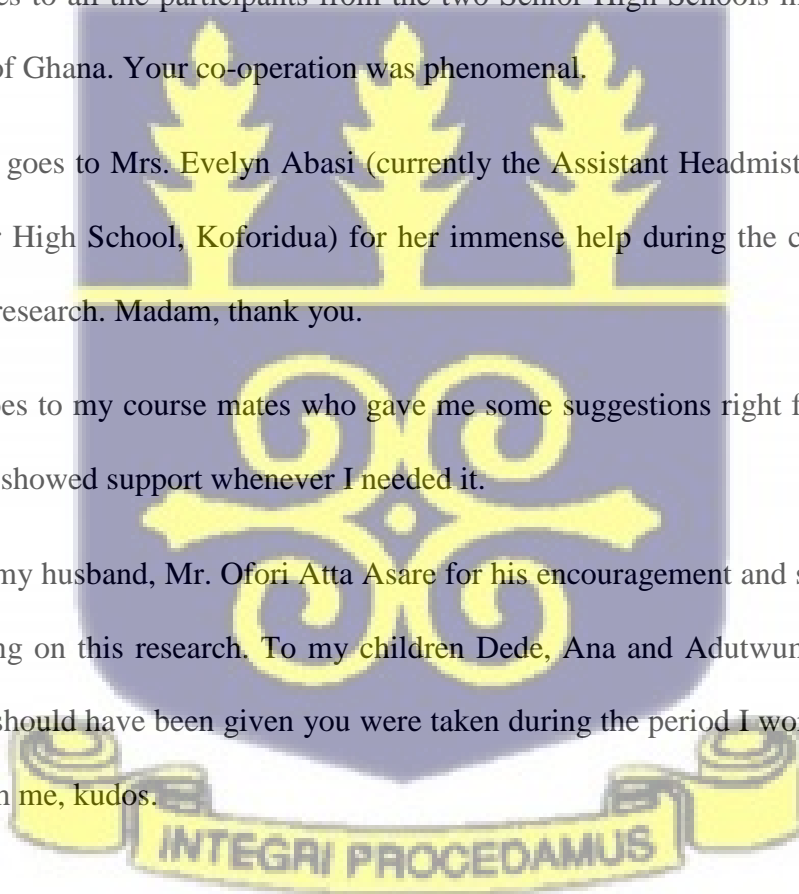 es to all the participants from the two Senior High Schools in
of Ghana. Your co-operation was phenomenal.
goes to Mrs. Evelyn Abasi (currently the Assistant Headmist
High School, Koforidua) for her immense help during the c
research. Madam, thank you.
es to my course mates who gave me some suggestions right f
showed support whenever I needed it.
my husband, Mr. Ofori Atta Asare for his encouragement and s
ng on this research. To my children Dede, Ana and Adutwun
should have been given you were taken during the period I wor
n me, kudos.
INTEGRI PROCEDAMUS